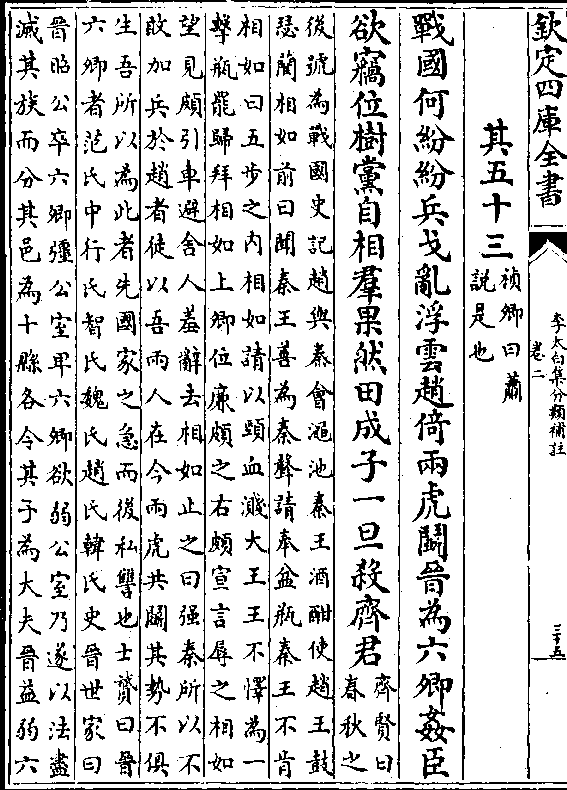 欽定四庫全書
李太白集分類補註
卷二
三十五
其五十三
禎卿曰蕭
說是也
戰國何紛紛兵戈亂浮雲趙倚兩虎鬭晉為六卿姦臣
欲竊位樹黨自相羣果然田成子一旦殺齊君
齊賢曰
春秋之
後號為戰國史記趙與秦會澠池秦王酒酣使趙王鼓
瑟藺相如前曰聞秦王善為秦聲請奉盆瓶秦王不肯
相如曰五步之内相如請以頸血濺大王王不懌為一
擊瓶罷歸拜相如上卿位廉頗之右頗宣言辱之相如
望見頗引車避舍人羞辭去相如止之曰强秦所以不
敢加兵於趙者徒以吾兩人在今兩虎共鬭其勢不俱
生吾所以為此者先國家之急而後私讐也士贇曰晉
六卿者范氏中行氏智氏魏氏趙氏韓氏史晉世家曰
晉昭公卒六卿彊公室卑六卿欲弱公室乃遂以法盡
滅其族而分其邑為十縣各令其子為大夫晉益弱六